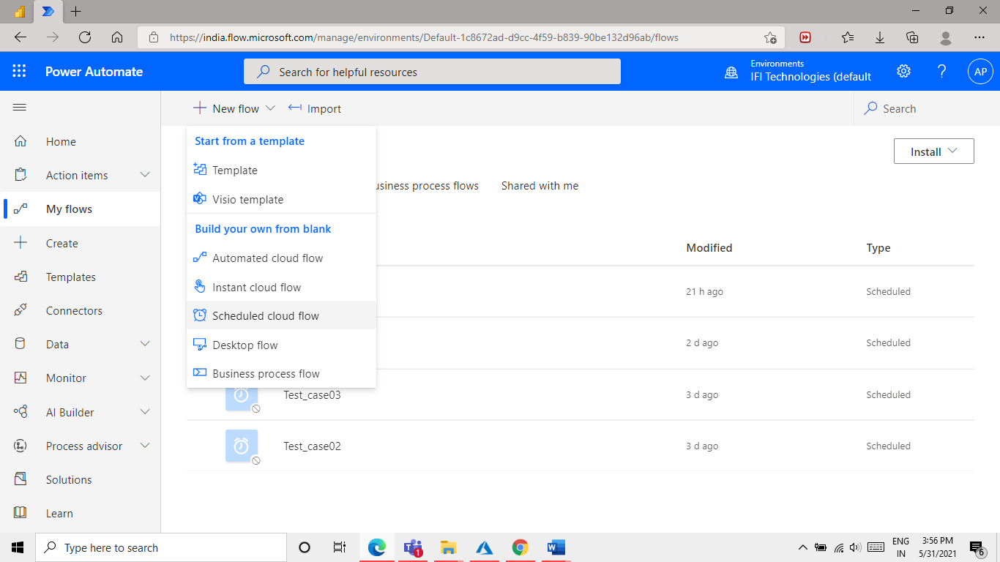 https://india.flow.microsoft.com/manage/environments/Default-1c8672ad-d9cc-4f59-b839-90be132d96ab/flows
Power Automate
Search for helpful resources
Environments
IFI Technologies (default
AP
New flow
Import
Search
Home
Action items
My flows
Create
Templates
Connectors
Data
Monitor
AI Builder
Process advisor
Solutions
Learn
Start from a template
Template
Visio template
Build your own from blank
Automated cloud flow
Instant cloud flow
Scheduled cloud flow
Desktop flow
Business process flow
Install
usiness process flows
Shared with me
Modified
Type
21 h ago
Scheduled
2 d ago
Scheduled
Test_case03
3 d ago
Scheduled
Test_case02
3 d ago
Scheduled
Type here to search
1
ENG
IN
3:56 PM
5/31/2021
6